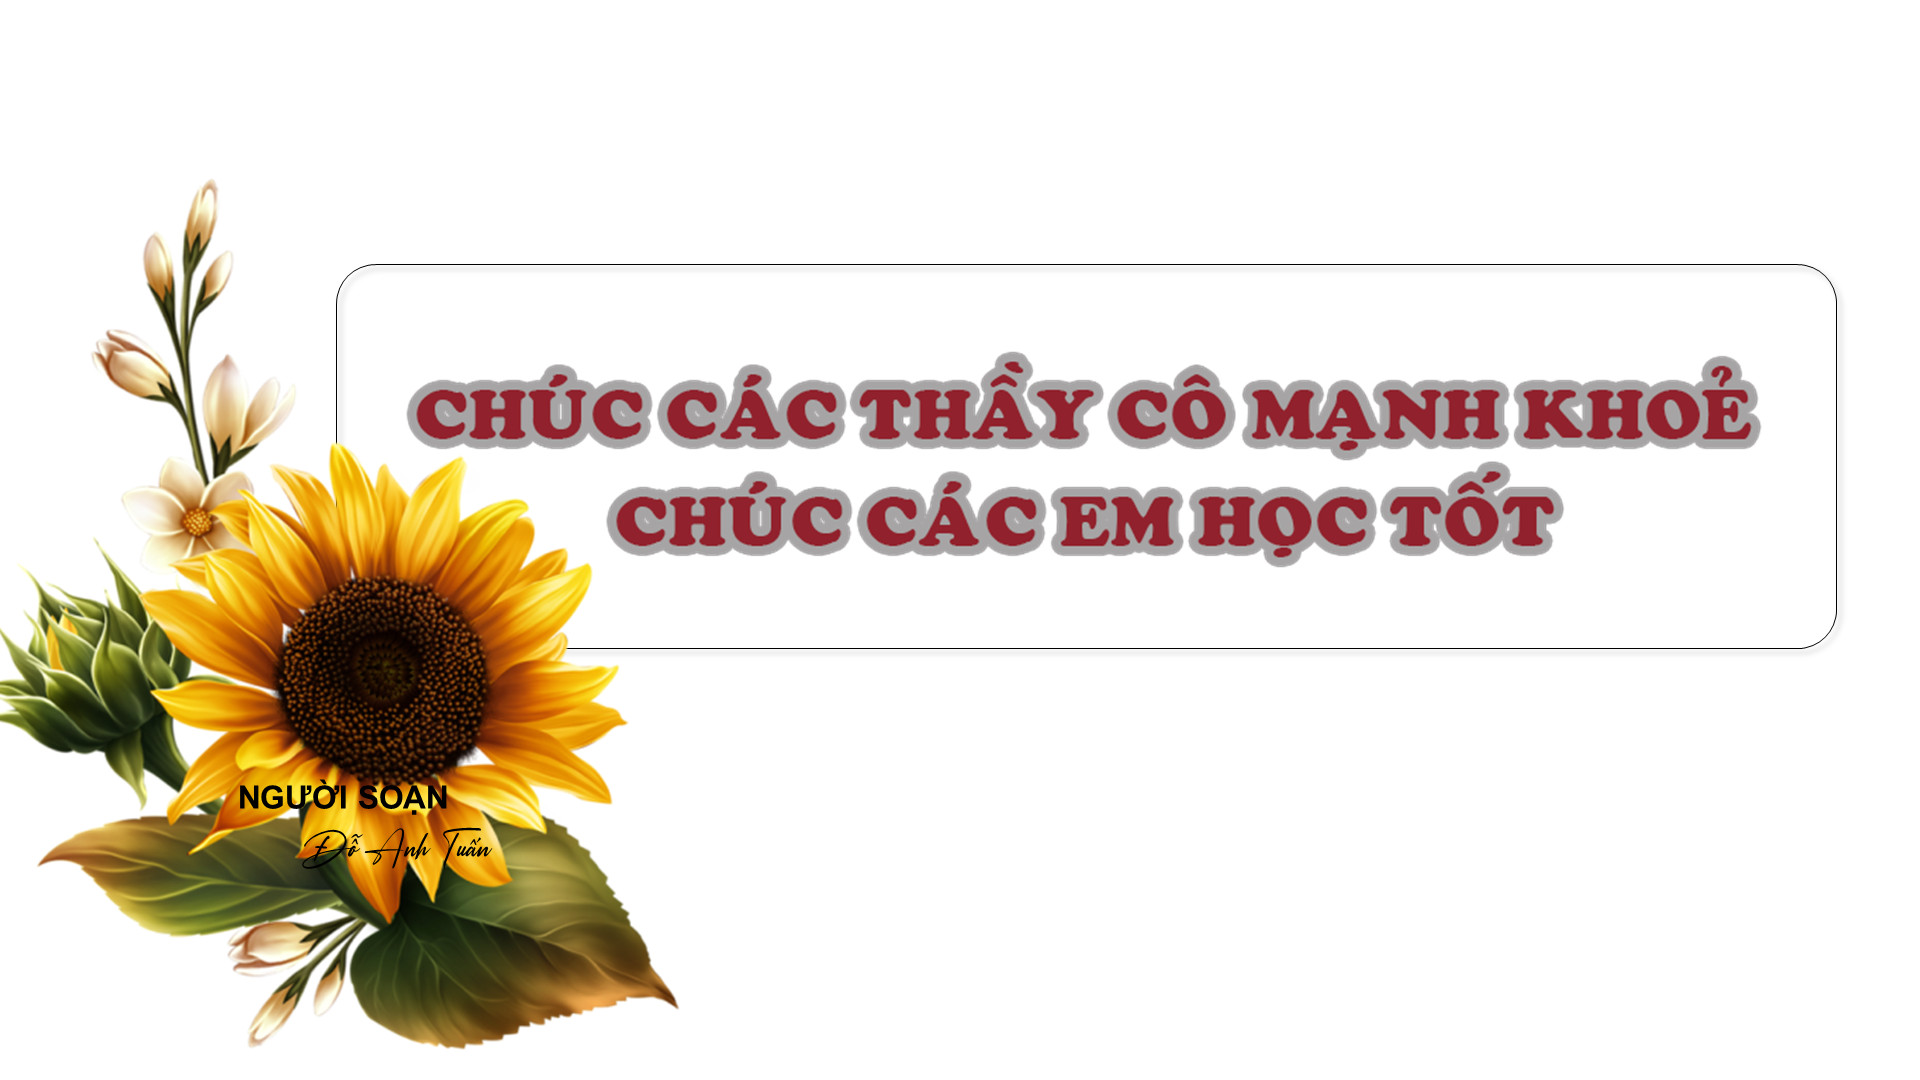 CHÚC CÁC THẦY CÔ MẠNH KHOẺ
CHÚC CÁC EM HỌC TỐT
NGƯỜI SOẠN
Đỗ Anh Tuấn